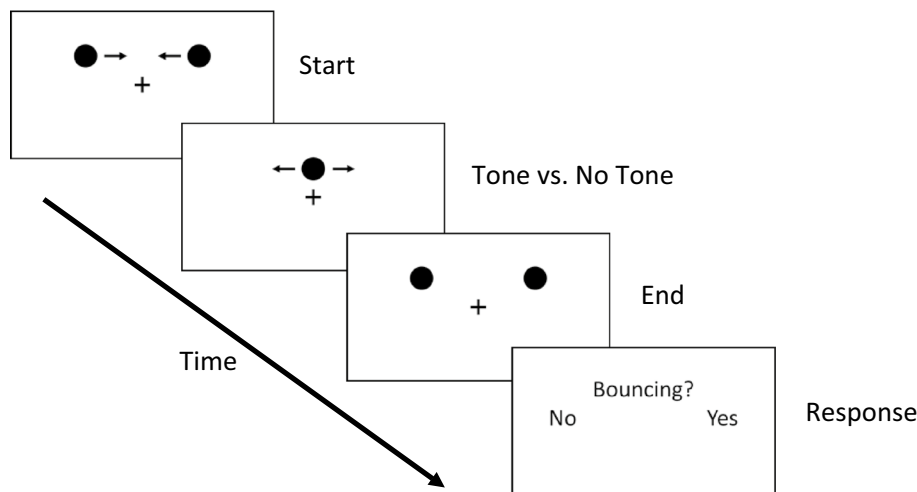 Start
Tone vs. No Tone
End
Time
Bouncing?
No Yes
Response